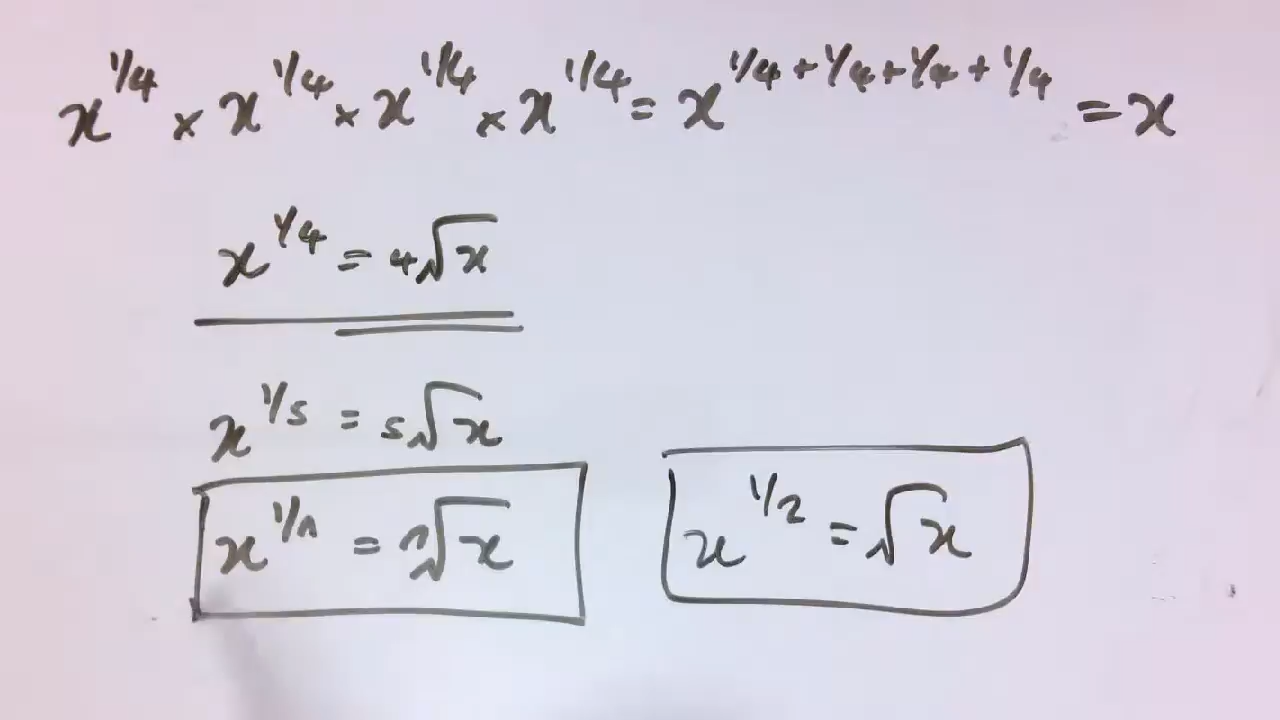 x^{1/4} × x^{1/4} × x^{1/4} × x^{1/4} = x^{1/4 + 1/4 + 1/4 + 1/4} = x
x^{1/4} = ⁴√x
x^{1/5} = ⁵√x
x^{1/n} = ⁿ√x
x^{1/2} = √x